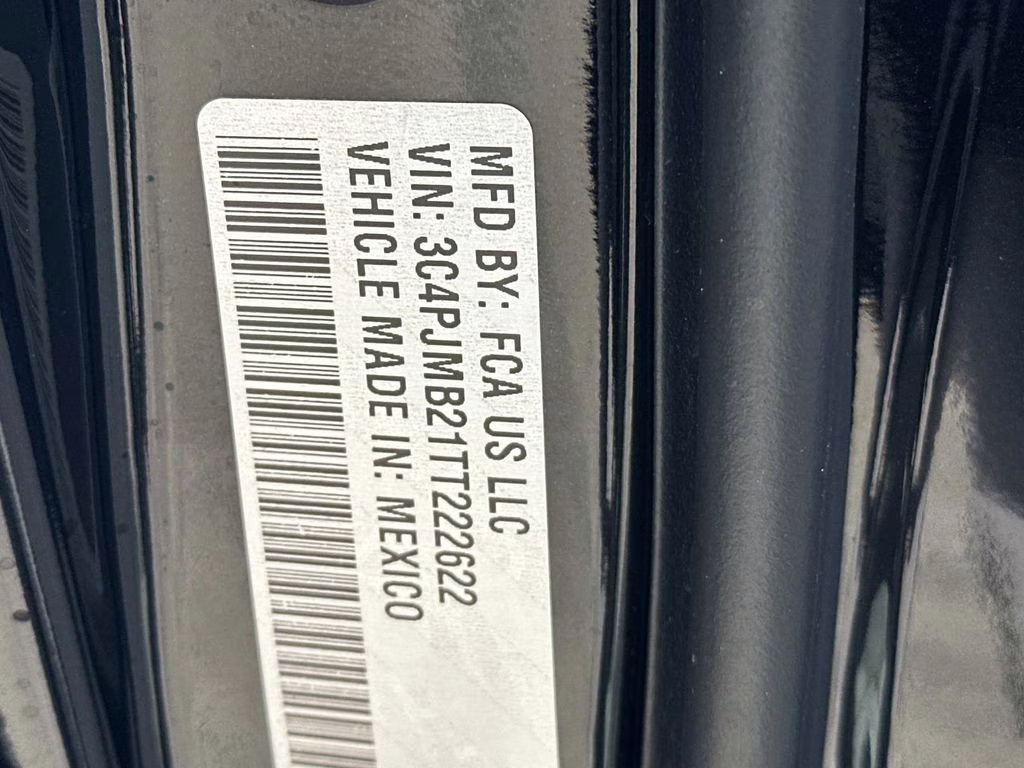 MFD BY: FCA US LLC
VIN: 3C4PJMB21TT222622
VEHICLE MADE IN: MEXICO